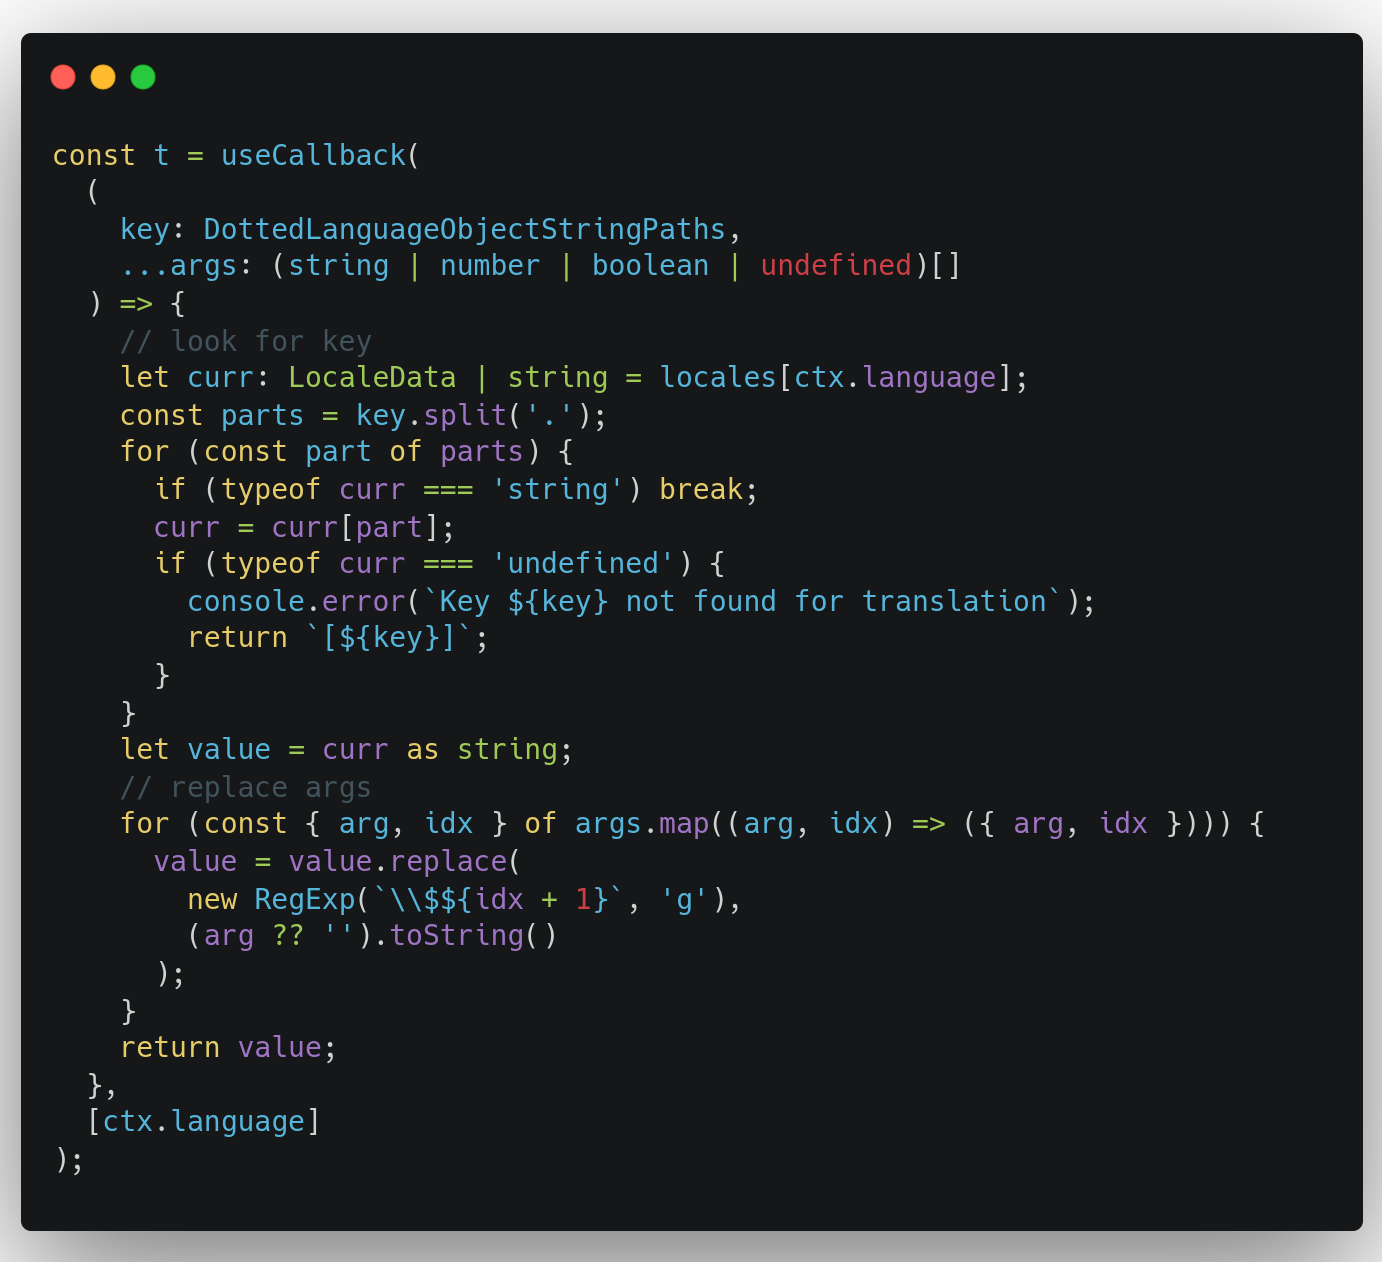 const t = useCallback(
  (
    key: DottedLanguageObjectStringPaths,
    ...args: (string | number | boolean | undefined)[]
  ) => {
    // look for key
    let curr: LocaleData | string = locales[ctx.language];
    const parts = key.split('.');
    for (const part of parts) {
      if (typeof curr === 'string') break;
      curr = curr[part];
      if (typeof curr === 'undefined') {
        console.error(`Key ${key} not found for translation`);
        return `[${key}]`;
      }
    }
    let value = curr as string;
    // replace args
    for (const { arg, idx } of args.map((arg, idx) => ({ arg, idx }))) {
      value = value.replace(
        new RegExp(`\\$${idx + 1}`, 'g'),
        (arg ?? '').toString()
      );
    }
    return value;
  },
  [ctx.language]
);